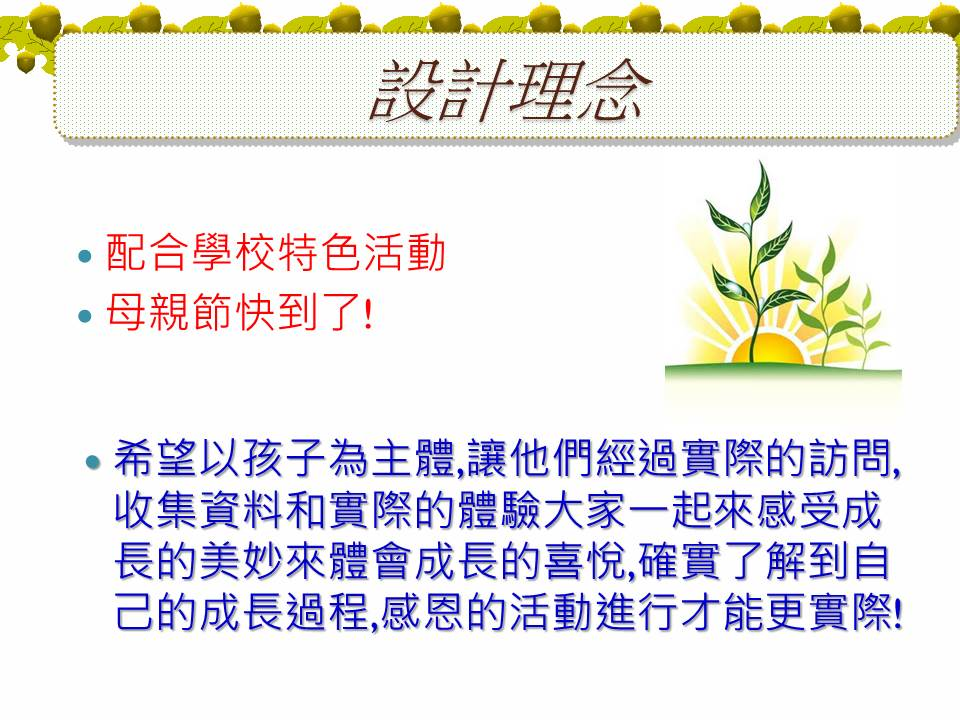 設計理念
配合學校特色活動
母親節快到了!
希望以孩子為主體,讓他們經過實際的訪問,
收集資料和實際的體驗大家一起來感受成
長的美妙來體會成長的喜悅,確實了解到自
己的成長過程,感恩的活動進行才能更實際!